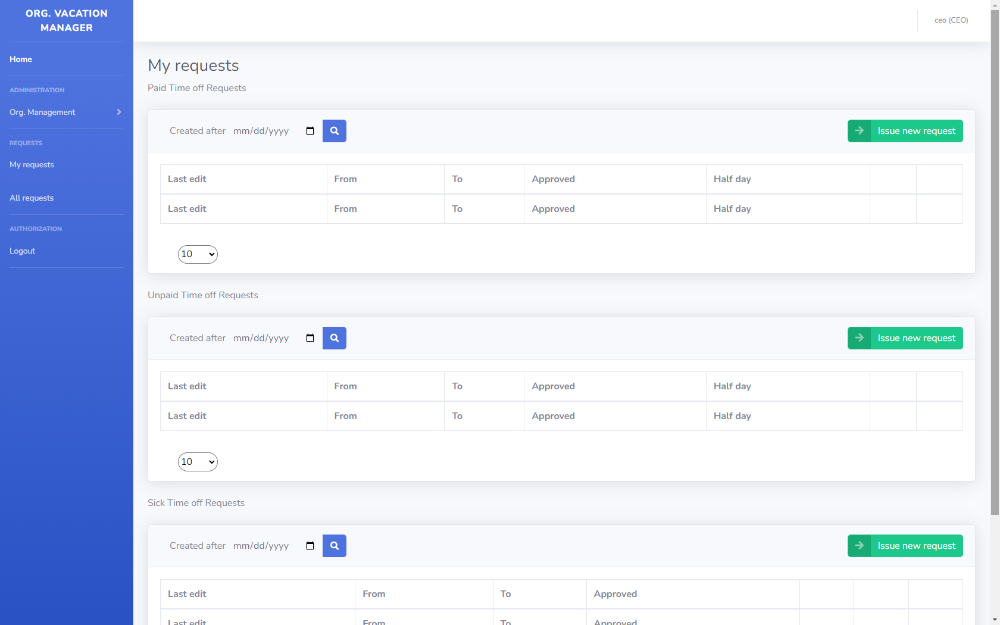 ORG. VACATION
MANAGER
Home
ADMINISTRATION
Org. Management
REQUESTS
My requests
All requests
AUTHORIZATION
Logout
ceo (CEO)
My requests
Paid Time off Requests
Created after mm/dd/yyyy
Issue new request
Last edit From To Approved Half day
Last edit From To Approved Half day
10
Unpaid Time off Requests
Created after mm/dd/yyyy
Issue new request
Last edit From To Approved Half day
Last edit From To Approved Half day
10
Sick Time off Requests
Created after mm/dd/yyyy
Issue new request
Last edit From To Approved
Last edit From To Approved